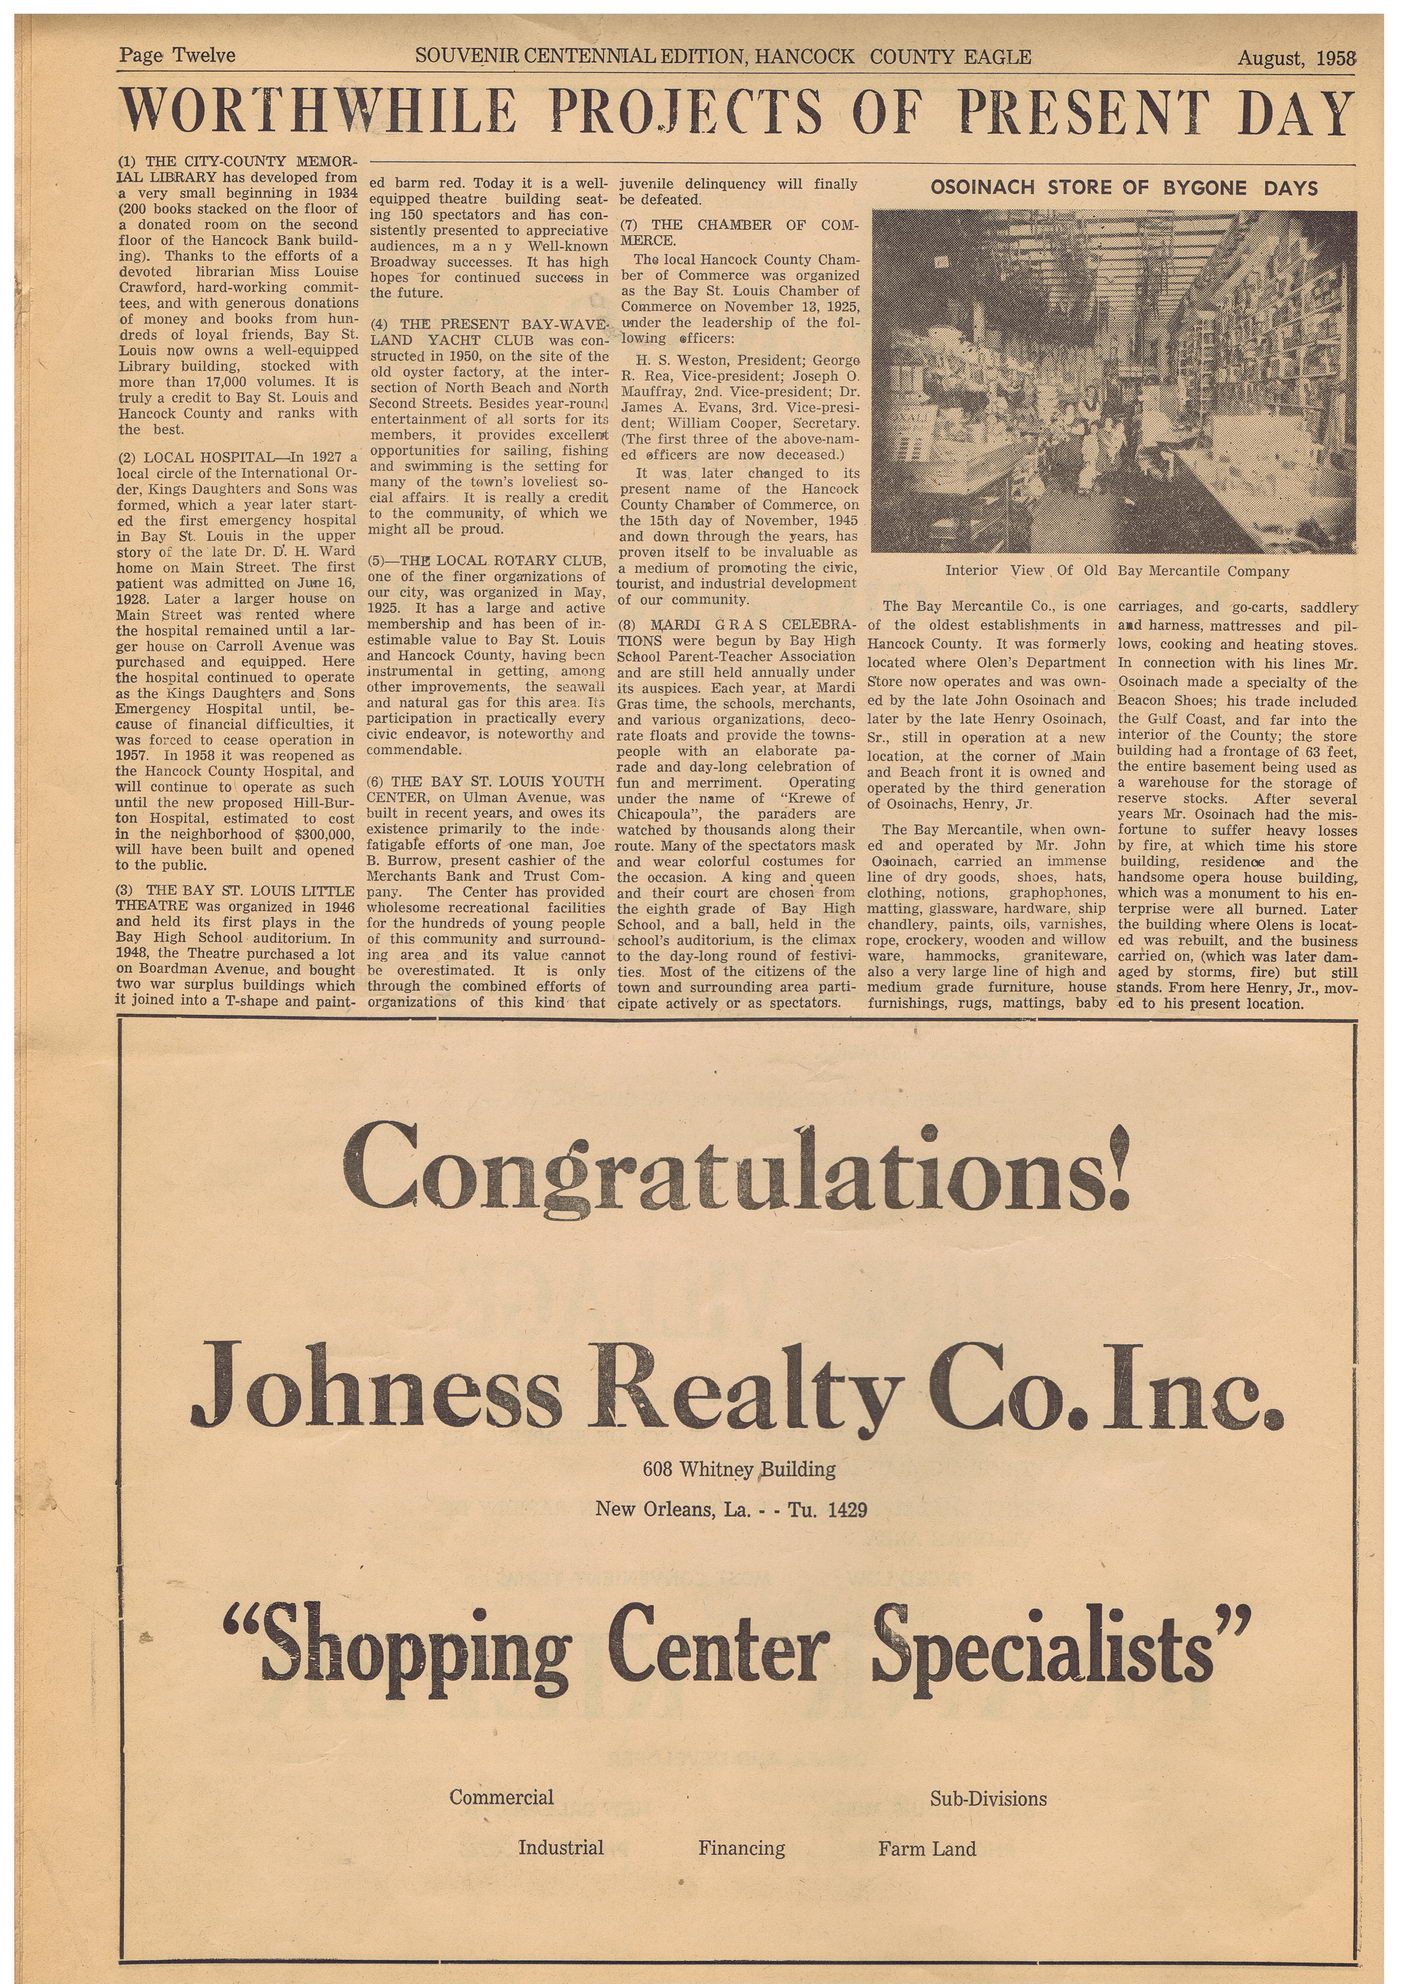 Page Twelve
SOUVENIR CENTENNIAL EDITION, HANCOCK COUNTY EAGLE
August, 1958
WORTHWHILE PROJECTS OF PRESENT DAY
(1) THE CITY-COUNTY MEMOR-
IAL LIBRARY has developed from
a very small beginning in 1934
(200 books stacked on the floor of
a donated room on the second
floor of the Hancock Bank build-
ing). Thanks to the efforts of a
devoted librarian Miss Louise
Crawford, hard-working commit-
tees, and with generous donations
of money and books from hun-
dreds of loyal friends, Bay St.
Louis now owns a well-equipped
Library building, stocked with
more than 17,000 volumes. It is
truly a credit to Bay St. Louis and
Hancock County and ranks with
the best.
(2) LOCAL HOSPITAL—In 1927 a
local circle of the International Or-
der, Kings Daughters and Sons was
formed, which a year later start-
ed the first emergency hospital
in Bay St. Louis in the upper
story of the late Dr. D. H. Ward
home on Main Street. The first
patient was admitted on June 16,
1928. Later a larger house on
Main Street was rented where
the hospital remained until a lar-
ger house on Carroll Avenue was
purchased and equipped. Here
the hospital continued to operate
as the Kings Daughters and Sons
Emergency Hospital until, be-
cause of financial difficulties, it
was forced to cease operation in
1957. In 1958 it was reopened as
the Hancock County Hospital, and
will continue to operate as such
until the new proposed Hill-Bur-
ton Hospital, estimated to cost
in the neighborhood of $300,000,
will have been built and opened
to the public.
(3) THE BAY ST. LOUIS LITTLE
THEATRE was organized in 1946
and held its first plays in the
Bay High School auditorium. In
1948, the Theatre purchased a lot
on Boardman Avenue, and bought
two war surplus buildings which
it joined into a T-shape and paint-
ed barm red. Today it is a well-
equipped theatre building seat-
ing 150 spectators and has con-
sistently presented to appreciative
audiences, many Well-known
Broadway successes. It has high
hopes for continued success in
the future.
(4) THE PRESENT BAY-WAVE-
LAND YACHT CLUB was con-
structed in 1950, on the site of the
old oyster factory, at the inter-
section of North Beach and North
Second Streets. Besides year-round
entertainment of all sorts for its
members, it provides excellent
opportunities for sailing, fishing
and swimming is the setting for
many of the town's loveliest so-
cial affairs. It is really a credit
to the community, of which we
might all be proud.
(5)—THE LOCAL ROTARY CLUB,
one of the finer organizations of
our city, was organized in May,
1925. It has a large and active
membership and has been of in-
estimable value to Bay St. Louis
and Hancock County, having been
instrumental in getting, among
other improvements, the seawall
and natural gas for this area. Its
participation in practically every
civic endeavor, is noteworthy and
commendable.
(6) THE BAY ST. LOUIS YOUTH
CENTER, on Ulman Avenue, was
built in recent years, and owes its
existence primarily to the inde-
fatigable efforts of one man, Joe
B. Burrow, present cashier of the
Merchants Bank and Trust Com-
pany. The Center has provided
wholesome recreational facilities
for the hundreds of young people
of this community and surround-
ing area and its value cannot
be overestimated. It is only
through the combined efforts of
organizations of this kind that
juvenile delinquency will finally
be defeated.
(7) THE CHAMBER OF COM-
MERCE.
The local Hancock County Cham-
ber of Commerce was organized
as the Bay St. Louis Chamber of
Commerce on November 13, 1925,
under the leadership of the fol-
lowing officers:
H. S. Weston, President; George
R. Rea, Vice-president; Joseph O.
Mauffray, 2nd. Vice-president; Dr.
James A. Evans, 3rd. Vice-presi-
dent; William Cooper, Secretary.
(The first three of the above-nam-
ed officers are now deceased.)
It was later changed to its
present name of the Hancock
County Chamber of Commerce, on
the 15th day of November, 1945
and down through the years, has
proven itself to be invaluable as
a medium of promoting the civic,
tourist, and industrial development
of our community.
(8) MARDI GRAS CELEBRA-
TIONS were begun by Bay High
School Parent-Teacher Association
and are still held annually under
its auspices. Each year, at Mardi
Gras time, the schools, merchants,
and various organizations, deco-
rate floats and provide the towns-
people with an elaborate pa-
rade and day-long celebration of
fun and merriment. Operating
under the name of "Krewe of
Chicapoula", the paraders are
watched by thousands along their
route. Many of the spectators mask
and wear colorful costumes for
the occasion. A king and queen
and their court are chosen from
the eighth grade of Bay High
School, and a ball, held in the
school's auditorium, is the climax
to the day-long round of festivi-
ties. Most of the citizens of the
town and surrounding area parti-
cipate actively or as spectators.
OSOINACH STORE OF BYGONE DAYS
Interior View Of Old Bay Mercantile Company
The Bay Mercantile Co., is one
of the oldest establishments in
Hancock County. It was formerly
located where Olen's Department
Store now operates and was own-
ed by the late John Osoinach and
later by the late Henry Osoinach,
Sr., still in operation at a new
location, at the corner of Main
and Beach front it is owned and
operated by the third generation
of Osoinachs, Henry, Jr.
The Bay Mercantile, when own-
ed and operated by Mr. John
Osoinach, carried an immense
line of dry goods, shoes, hats,
clothing, notions, graphophones,
matting, glassware, hardware, ship
chandlery, paints, oils, varnishes,
rope, crockery, wooden and willow
ware, hammocks, graniteware,
also a very large line of high and
medium grade furniture, house
furnishings, rugs, mattings, baby
carriages, and go-carts, saddlery
and harness, mattresses and pil-
lows, cooking and heating stoves.
In connection with his lines Mr.
Osoinach made a specialty of the
Beacon Shoes; his trade included
the Gulf Coast, and far into the
interior of the County; the store
building had a frontage of 63 feet,
the entire basement being used as
a warehouse for the storage of
reserve stocks. After several
years Mr. Osoinach had the mis-
fortune to suffer heavy losses
by fire, at which time his store
building, residence and the
handsome opera house building,
which was a monument to his en-
terprise were all burned. Later
the building where Olens is locat-
ed was rebuilt, and the business
carried on, (which was later dam-
aged by storms, fire) but still
stands. From here Henry, Jr., mov-
ed to his present location.
Congratulations!
Johness Realty Co. Inc.
608 Whitney Building
New Orleans, La. - - Tu. 1429
"Shopping Center Specialists"
Commercial
Sub-Divisions
Industrial
Financing
Farm Land